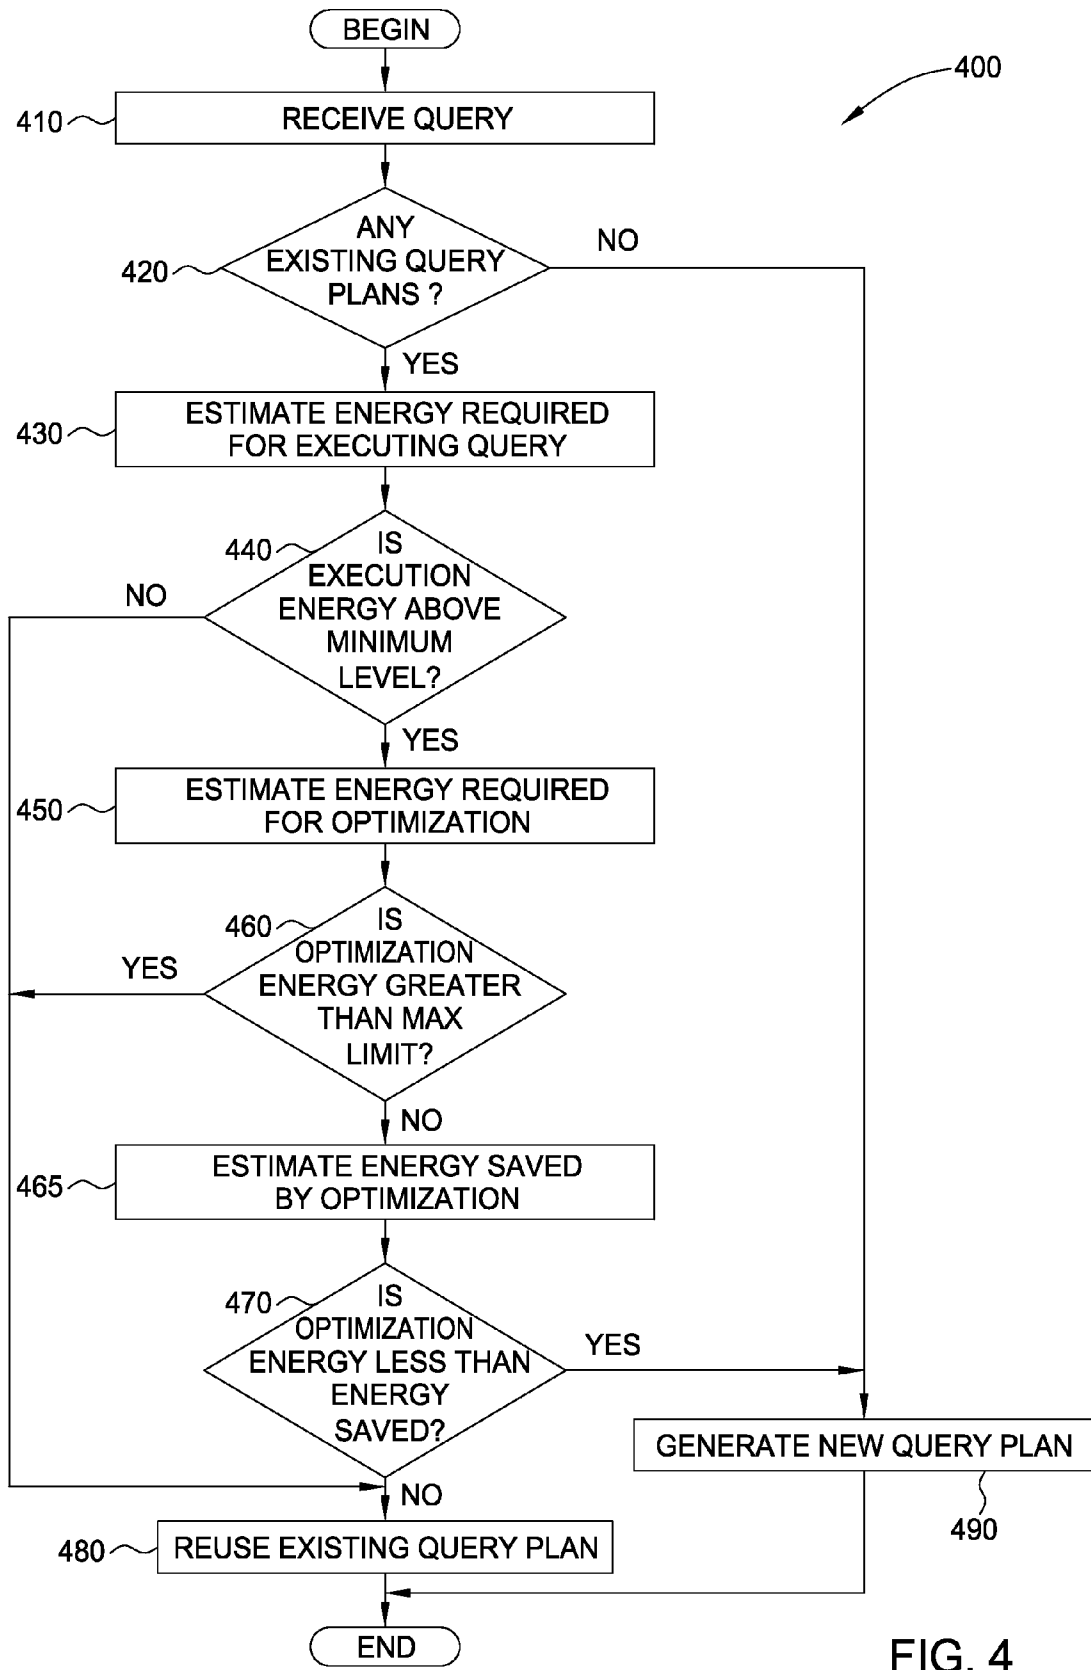 BEGIN
400
410
RECEIVE QUERY
ANY
EXISTING QUERY
PLANS ?
420
NO
YES
430
ESTIMATE ENERGY REQUIRED
FOR EXECUTING QUERY
440
IS
EXECUTION
ENERGY ABOVE
MINIMUM
LEVEL?
NO
YES
450
ESTIMATE ENERGY REQUIRED
FOR OPTIMIZATION
460
IS
OPTIMIZATION
ENERGY GREATER
THAN MAX
LIMIT?
YES
NO
465
ESTIMATE ENERGY SAVED
BY OPTIMIZATION
470
IS
OPTIMIZATION
ENERGY LESS THAN
ENERGY
SAVED?
YES
NO
GENERATE NEW QUERY PLAN
490
480
REUSE EXISTING QUERY PLAN
END
FIG. 4